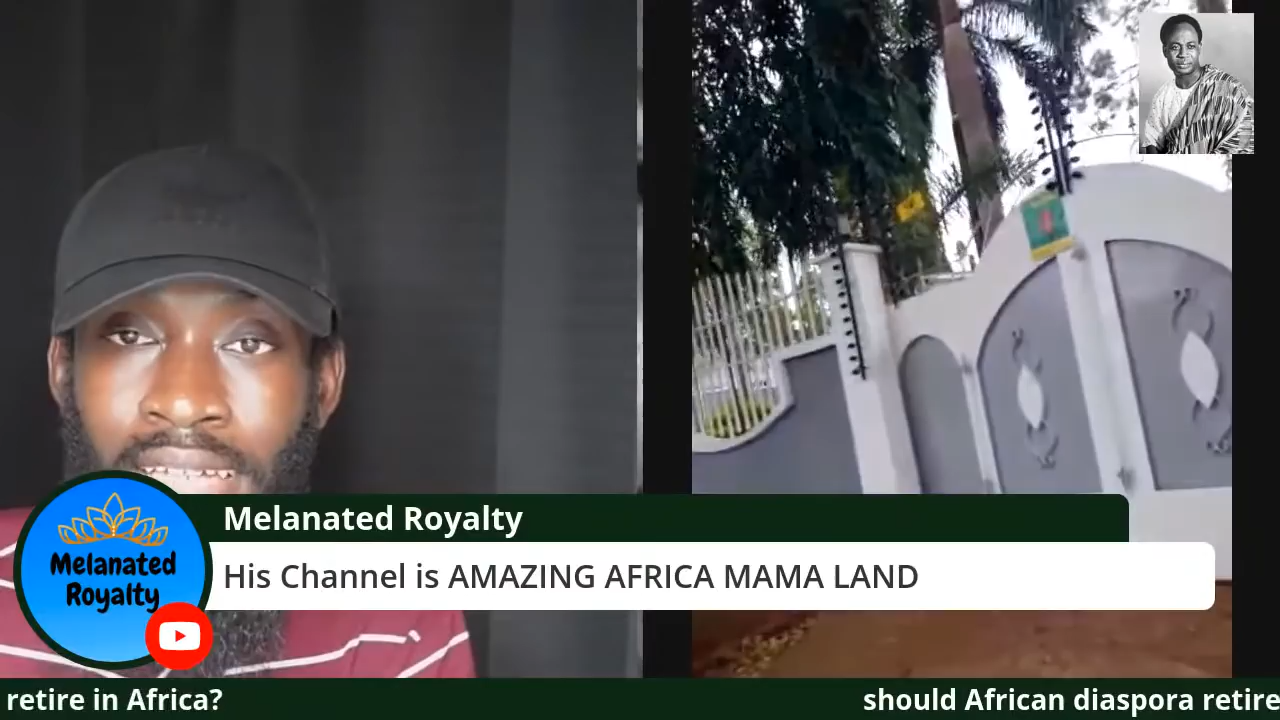 Melanated Royalty
His Channel is AMAZING AFRICA MAMA LAND
Melanated
Royalty
retire in Africa?
should African diaspora retire